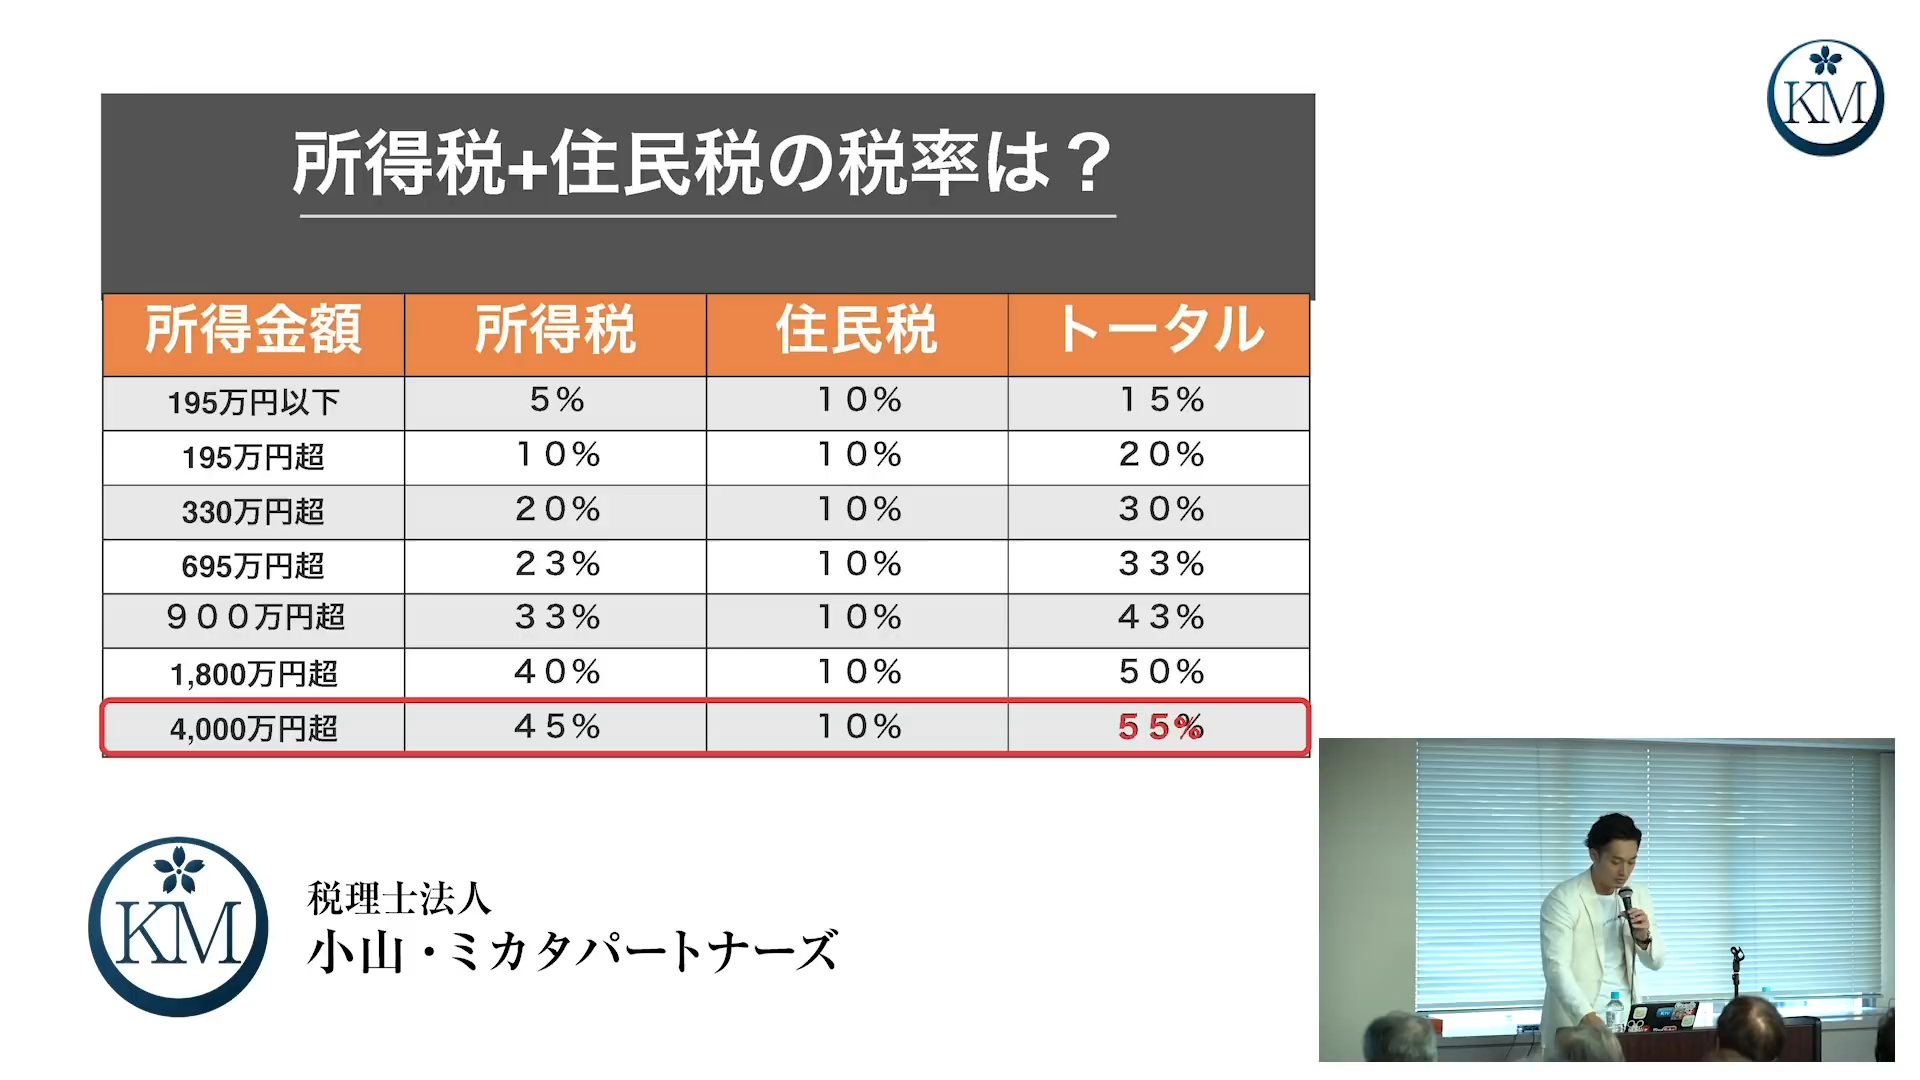 KM
所得税+住民税の税率は？
所得金額 所得税 住民税 トータル
195万円以下 ５% １０% １５%
195万円超 １０% １０% ２０%
330万円超 ２０% １０% ３０%
695万円超 ２３% １０% ３３%
９００万円超 ３３% １０% ４３%
1,800万円超 ４０% １０% ５０%
4,000万円超 ４５% １０% ５５%
KM
税理士法人
小山・ミカタパートナーズ